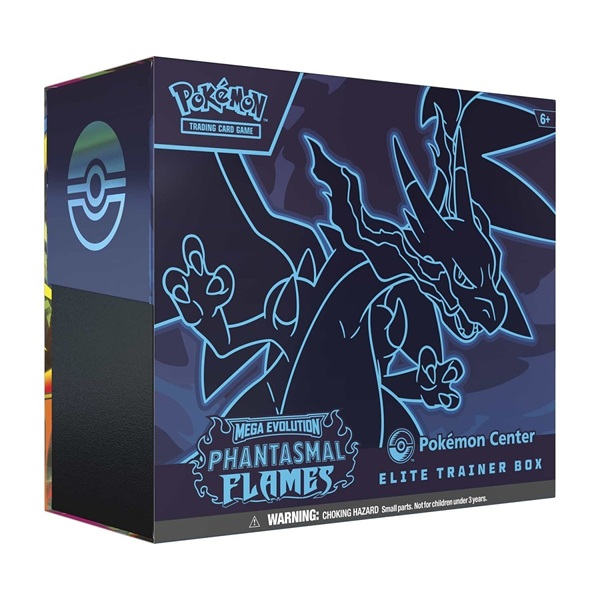 Pokémon
TRADING CARD GAME
6+
MEGA EVOLUTION
PHANTASMAL
FLAMES
Pokémon Center
ELITE TRAINER BOX
WARNING: CHOKING HAZARD Small parts. Not for children under 3 years.